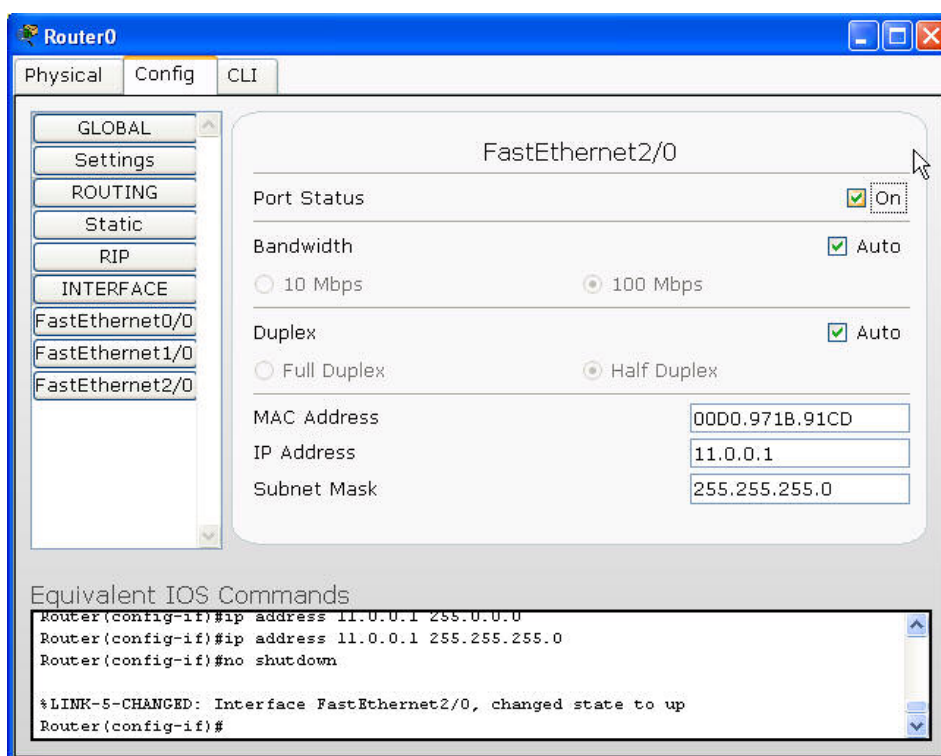 Router0
Physical Config CLI
GLOBAL
Settings
ROUTING
Static
RIP
INTERFACE
FastEthernet0/0
FastEthernet1/0
FastEthernet2/0
FastEthernet2/0
Port Status On
Bandwidth Auto
10 Mbps 100 Mbps
Duplex Auto
Full Duplex Half Duplex
MAC Address 00D0.971B.91CD
IP Address 11.0.0.1
Subnet Mask 255.255.255.0
Equivalent IOS Commands
Router(config-if)#ip address 11.0.0.1 255.0.0.0
Router(config-if)#ip address 11.0.0.1 255.255.255.0
Router(config-if)#no shutdown
%LINK-5-CHANGED: Interface FastEthernet2/0, changed state to up
Router(config-if)#